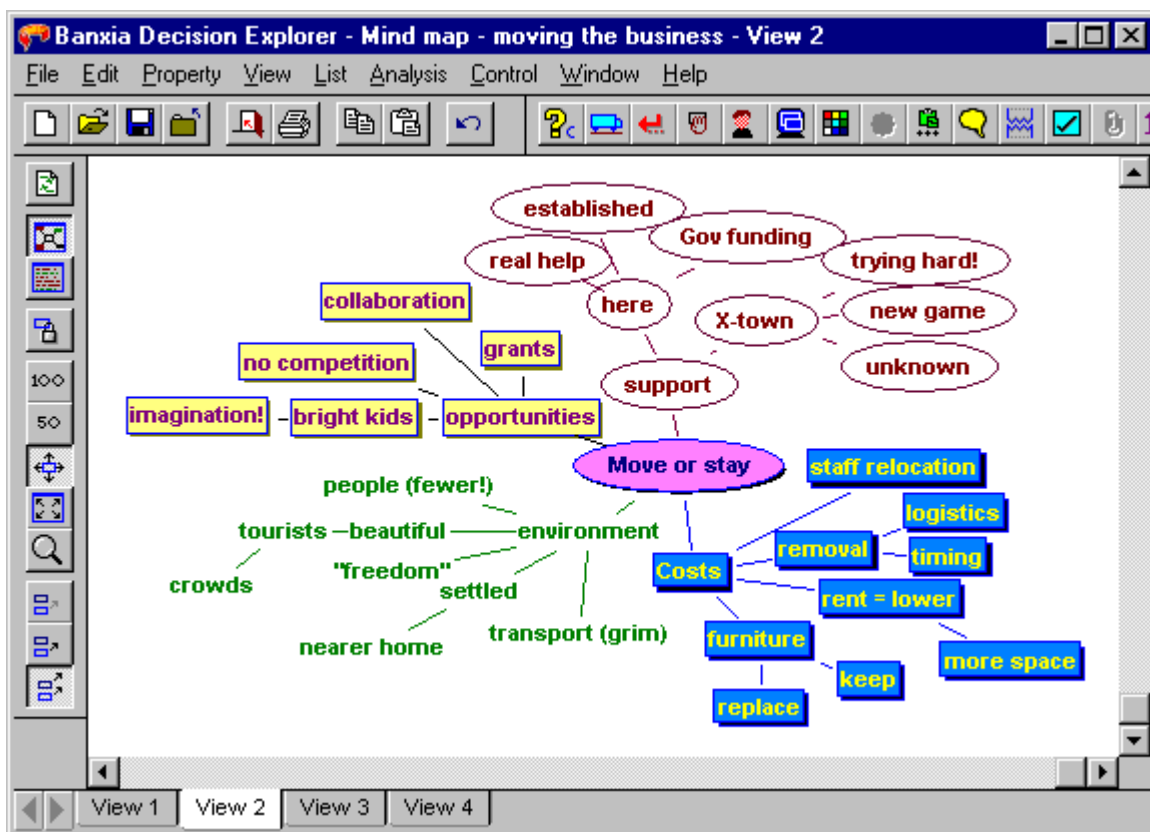 Banxia Decision Explorer - Mind map - moving the business - View 2
File Edit Property View List Analysis Control Window Help
established
Gov funding
real help
trying hard!
collaboration
here
X-town
new game
no competition
grants
support
unknown
imagination!
bright kids
opportunities
Move or stay
staff relocation
people (fewer!)
logistics
tourists
beautiful
environment
removal
timing
"freedom"
Costs
crowds
settled
rent = lower
nearer home
transport (grim)
furniture
more space
keep
replace
100
50
View 1 View 2 View 3 View 4